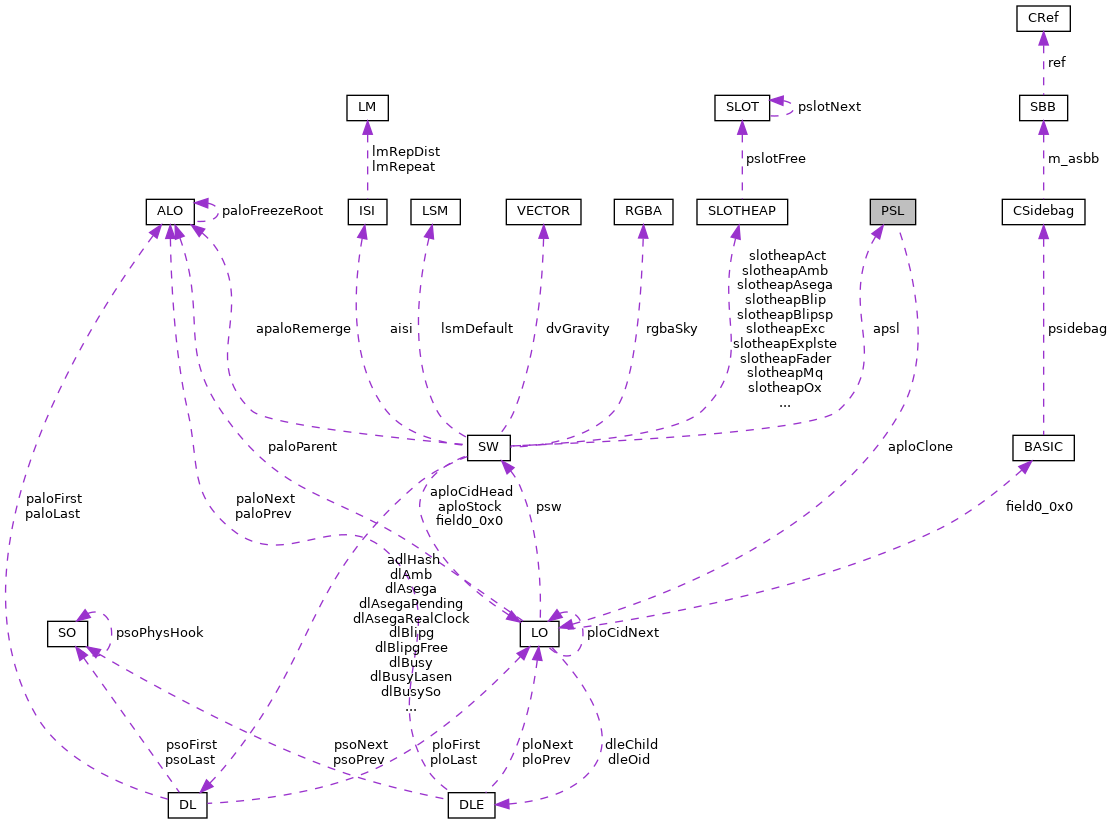 CRef
ref
LM
SLOT
pslotNext
SBB
lmRepDist
lmRepeat
pslotFree
m_asbb
ALO
paloFreezeRoot
ISI
LSM
VECTOR
RGBA
SLOTHEAP
PSL
CSidebag
slotheapAct
slotheapAmb
slotheapAsega
slotheapBlip
slotheapBlipsp
slotheapExc
slotheapExplste
slotheapFader
slotheapMq
slotheapOx
...
apaloRemerge
aisi
lsmDefault
dvGravity
rgbaSky
apsl
psidebag
paloParent
SW
aploClone
BASIC
paloFirst
paloLast
paloNext
paloPrev
aploCidHead
aploStock
field0_0x0
psw
field0_0x0
adlHash
dlAmb
dlAsega
dlAsegaPending
dlAsegaRealClock
dlBlipg
dlBlipgFree
dlBusy
dlBusyLasen
dlBusySo
...
SO
psoPhysHook
LO
ploCidNext
psoFirst
psoLast
psoNext
psoPrev
ploFirst
ploLast
ploNext
ploPrev
dleChild
dleOid
DL
DLE